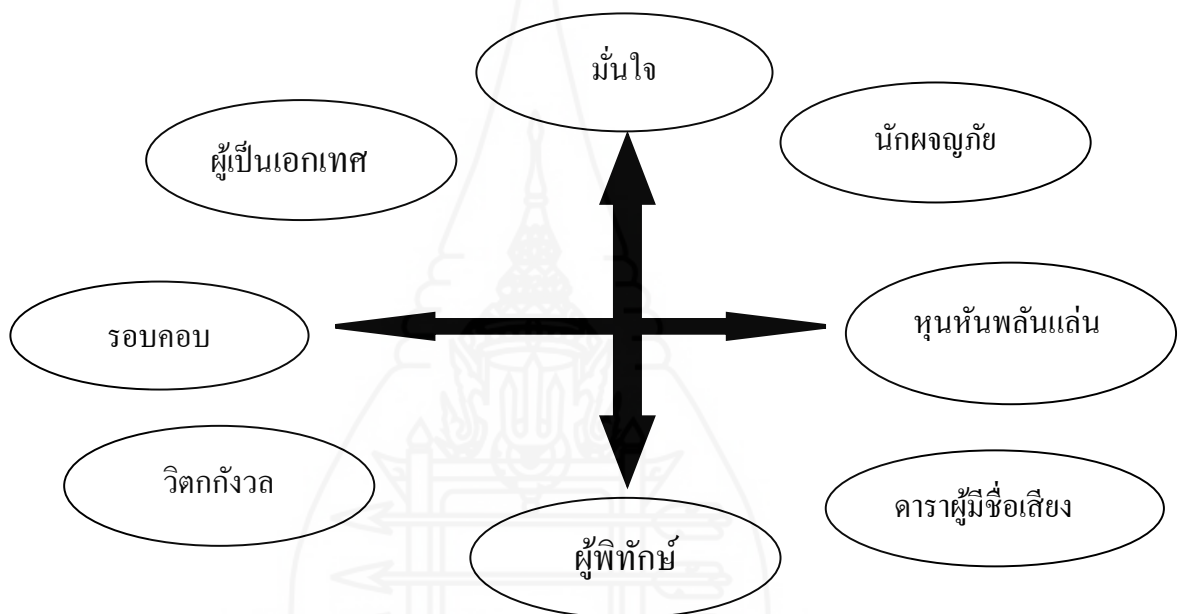 มั่นใจ
นักผจญภัย
ผู้เป็นเอกเทศ
หุนหันพลันแล่น
รอบคอบ
วิตกกังวล
ดาราผู้มีชื่อเสียง
ผู้พิทักษ์